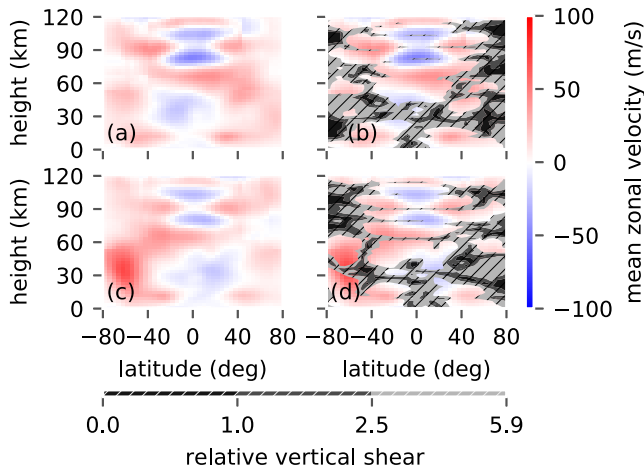 120
90
60
30
0
height (km)
(a)
(b)
120
90
60
30
0
height (km)
(c)
(d)
−80 −40 0 40 80
−80 −40 0 40 80
latitude (deg)
latitude (deg)
100
50
0
−50
−100
mean zonal velocity (m/s)
0.0 1.0 2.5 5.9
relative vertical shear